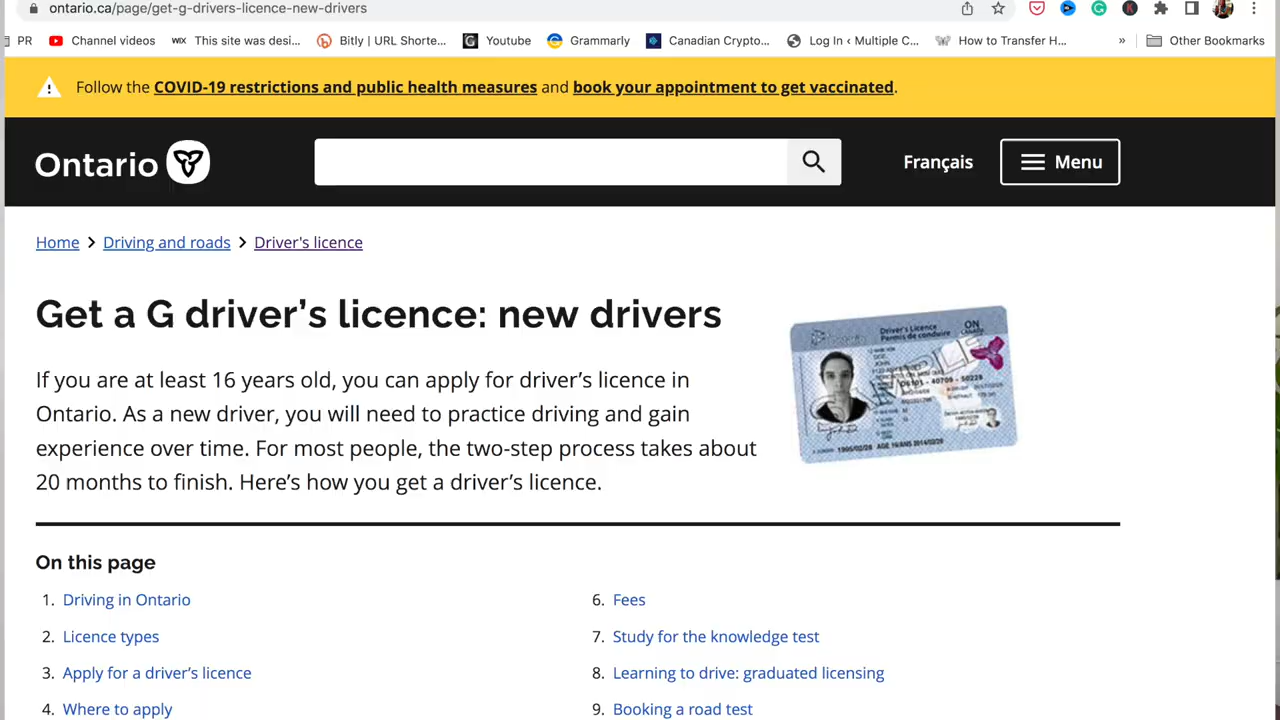 ontario.ca/page/get-g-drivers-licence-new-drivers
PR
Channel videos
WIX
This site was desi...
Bitly | URL Shorte...
Youtube
Grammarly
Canadian Crypto...
Log In ‹ Multiple C...
How to Transfer H...
»
Other Bookmarks
Follow the COVID-19 restrictions and public health measures and book your appointment to get vaccinated.
Ontario
Français
Menu
Home > Driving and roads > Driver's licence
Get a G driver's licence: new drivers
Driver's Licence
Permis de conduire
ON
If you are at least 16 years old, you can apply for driver's licence in
Ontario. As a new driver, you will need to practice driving and gain
experience over time. For most people, the two-step process takes about
20 months to finish. Here's how you get a driver's licence.
On this page
1. Driving in Ontario
2. Licence types
3. Apply for a driver's licence
4. Where to apply
6. Fees
7. Study for the knowledge test
8. Learning to drive: graduated licensing
9. Booking a road test